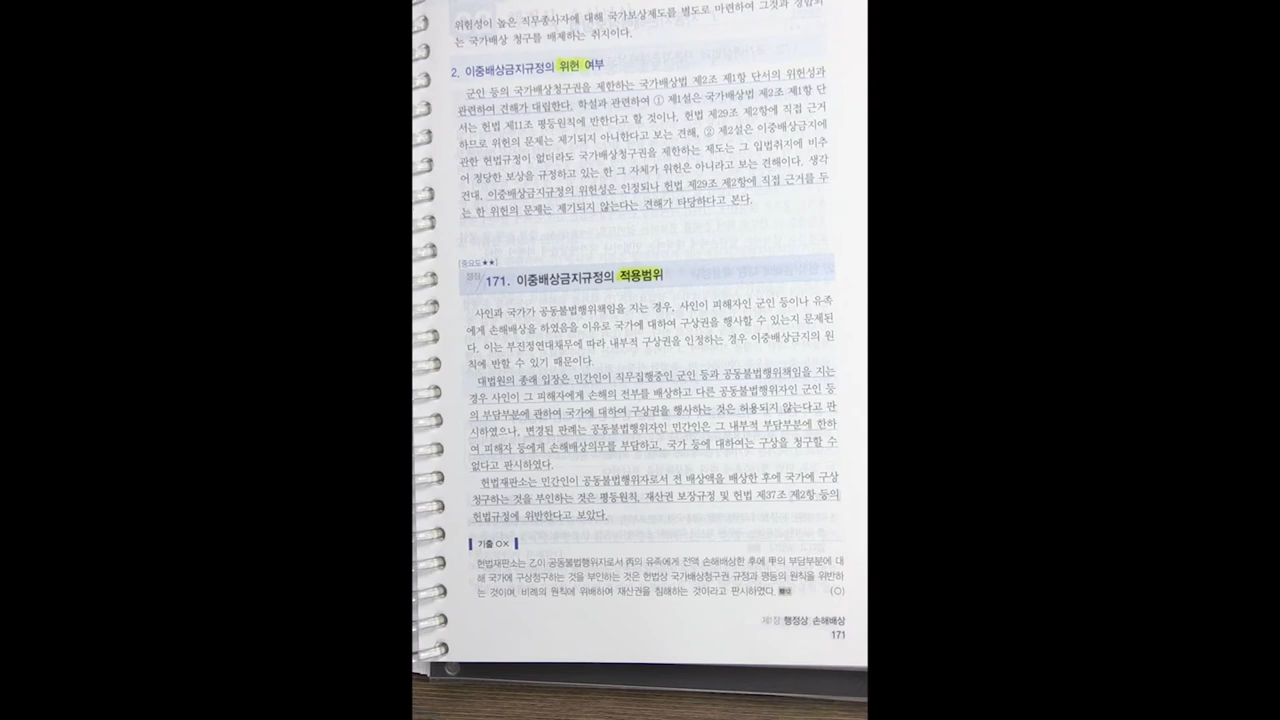 위험성이 높은 직무종사자에 대해 국가보상제도를 별도로 마련하여 그것과 경합되
는 국가배상 청구를 배제하는 취지이다.
2. 이중배상금지규정의 위헌 여부
군인 등의 국가배상청구권을 제한하는 국가배상법 제2조 제1항 단서의 위헌성과
관련하여 견해가 대립한다. 학설과 관련하여 ① 제1설은 국가배상법 제2조 제1항 단
서는 헌법 제11조 평등원칙에 반한다고 할 것이나, 헌법 제29조 제2항에 직접 근거
하므로 위헌의 문제는 제기되지 아니한다고 보는 견해, ② 제2설은 이중배상금지에
관한 헌법규정이 없더라도 국가배상청구권을 제한하는 제도는 그 입법취지에 비추
어 정당한 보상을 규정하고 있는 한 그 자체가 위헌은 아니라고 보는 견해이다. 생각
건대, 이중배상금지규정의 위헌성은 인정되나 헌법 제29조 제2항에 직접 근거를 두
는 한 위헌의 문제는 제기되지 않는다는 견해가 타당하다고 본다.
[중요도★★]
쟁점 171. 이중배상금지규정의 적용범위
사인과 국가가 공동불법행위책임을 지는 경우, 사인이 피해자인 군인 등이나 유족
에게 손해배상을 하였음을 이유로 국가에 대하여 구상권을 행사할 수 있는지 문제된
다. 이는 부진정연대채무에 따라 내부적 구상권을 인정하는 경우 이중배상금지의 원
칙에 반할 수 있기 때문이다.
대법원의 종래 입장은 민간인이 직무집행중인 군인 등과 공동불법행위책임을 지는
경우 사인이 그 피해자에게 손해의 전부를 배상하고 다른 공동불법행위자인 군인 등
의 부담부분에 관하여 국가에 대하여 구상권을 행사하는 것은 허용되지 않는다고 판
시하였으나, 변경된 판례는 공동불법행위자인 민간인은 그 내부적 부담부분에 한하
여 피해자 등에게 손해배상의무를 부담하고, 국가 등에 대하여는 구상을 청구할 수
없다고 판시하였다.
헌법재판소는 민간인이 공동불법행위자로서 전 배상액을 배상한 후에 국가에 구상
청구하는 것을 부인하는 것은 평등원칙, 재산권 보장규정 및 헌법 제37조 제2항 등의
헌법규정에 위반한다고 보았다.
기출 O×
헌법재판소는 乙이 공동불법행위자로서 丙의 유족에게 전액 손해배상한 후에 甲의 부담부분에 대
해 국가에 구상청구하는 것을 부인하는 것은 헌법상 국가배상청구권 규정과 평등의 원칙을 위반하
는 것이며, 비례의 원칙에 위배하여 재산권을 침해하는 것이라고 판시하였다. (○)
제1장 행정상 손해배상
171